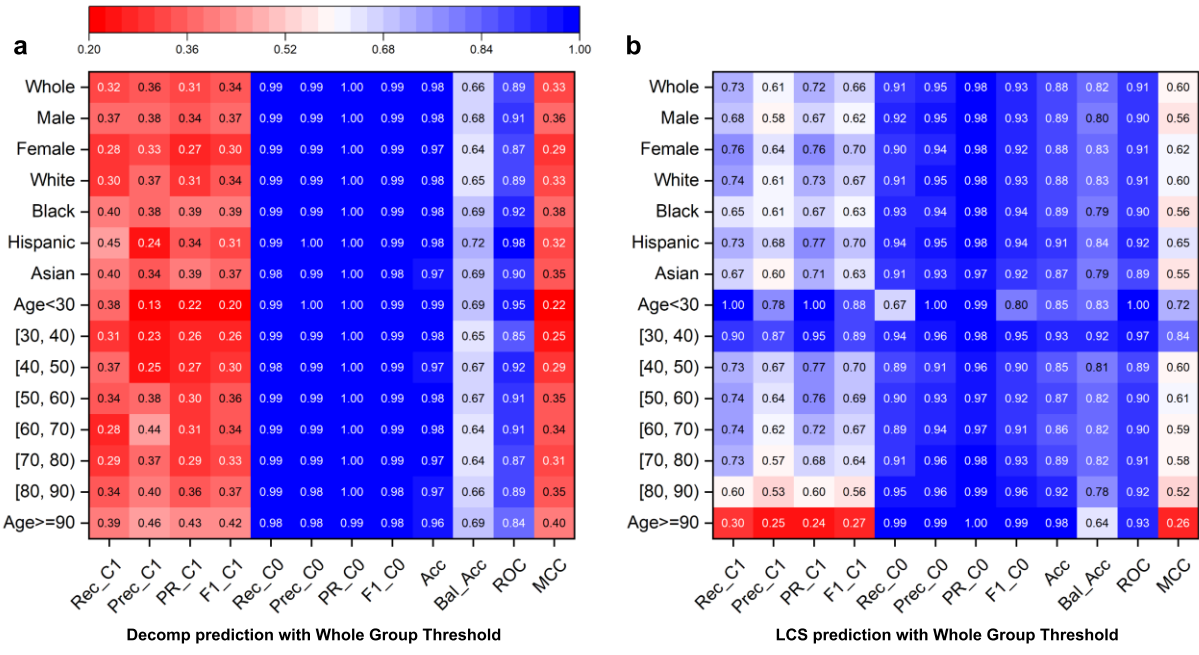 0.20 0.36 0.52 0.68 0.84 1.00
a
Whole 0.32 0.36 0.31 0.34 0.99 0.99 1.00 0.99 0.98 0.66 0.89 0.33
Male 0.37 0.38 0.34 0.37 0.99 0.99 1.00 0.99 0.98 0.68 0.91 0.36
Female 0.28 0.33 0.27 0.30 0.99 0.99 1.00 0.99 0.97 0.64 0.87 0.29
White 0.30 0.37 0.31 0.34 0.99 0.99 1.00 0.99 0.98 0.65 0.89 0.33
Black 0.40 0.38 0.39 0.39 0.99 0.99 1.00 0.99 0.98 0.69 0.92 0.38
Hispanic 0.45 0.24 0.34 0.31 0.99 1.00 1.00 0.99 0.98 0.72 0.98 0.32
Asian 0.40 0.34 0.39 0.37 0.98 0.99 1.00 0.98 0.97 0.69 0.90 0.35
Age<30 0.38 0.13 0.22 0.20 0.99 1.00 1.00 0.99 0.99 0.69 0.95 0.22
[30, 40) 0.31 0.23 0.26 0.26 0.99 0.99 1.00 0.99 0.98 0.65 0.85 0.25
[40, 50) 0.37 0.25 0.27 0.30 0.98 0.99 1.00 0.99 0.97 0.67 0.92 0.29
[50, 60) 0.34 0.38 0.30 0.36 0.99 0.99 1.00 0.99 0.98 0.67 0.91 0.35
[60, 70) 0.28 0.44 0.31 0.34 0.99 0.99 1.00 0.99 0.98 0.64 0.91 0.34
[70, 80) 0.29 0.37 0.29 0.33 0.99 0.99 1.00 0.99 0.97 0.64 0.87 0.31
[80, 90) 0.34 0.40 0.36 0.37 0.99 0.98 1.00 0.98 0.97 0.66 0.89 0.35
Age>=90 0.39 0.46 0.43 0.42 0.98 0.98 0.99 0.98 0.96 0.69 0.84 0.40
Rec_C1 Prec_C1 PR_C1 F1_C1 Rec_C0 Prec_C0 PR_C0 F1_C0 Acc Bal_Acc ROC MCC
Decomp prediction with Whole Group Threshold
b
Whole 0.73 0.61 0.72 0.66 0.91 0.95 0.98 0.93 0.88 0.82 0.91 0.60
Male 0.68 0.58 0.67 0.62 0.92 0.95 0.98 0.93 0.89 0.80 0.90 0.56
Female 0.76 0.64 0.76 0.70 0.90 0.94 0.98 0.92 0.88 0.83 0.91 0.62
White 0.74 0.61 0.73 0.67 0.91 0.95 0.98 0.93 0.88 0.83 0.91 0.60
Black 0.65 0.61 0.67 0.63 0.93 0.94 0.98 0.94 0.89 0.79 0.90 0.56
Hispanic 0.73 0.68 0.77 0.70 0.94 0.95 0.98 0.94 0.91 0.84 0.92 0.65
Asian 0.67 0.60 0.71 0.63 0.91 0.93 0.97 0.92 0.87 0.79 0.89 0.55
Age<30 1.00 0.78 1.00 0.88 0.67 1.00 0.99 0.80 0.85 0.83 1.00 0.72
[30, 40) 0.90 0.87 0.95 0.89 0.94 0.96 0.98 0.95 0.93 0.92 0.97 0.84
[40, 50) 0.73 0.67 0.77 0.70 0.89 0.91 0.96 0.90 0.85 0.81 0.89 0.60
[50, 60) 0.74 0.64 0.76 0.69 0.90 0.93 0.97 0.92 0.87 0.82 0.90 0.61
[60, 70) 0.74 0.62 0.72 0.67 0.89 0.94 0.97 0.91 0.86 0.82 0.90 0.59
[70, 80) 0.73 0.57 0.68 0.64 0.91 0.96 0.98 0.93 0.89 0.82 0.91 0.58
[80, 90) 0.60 0.53 0.60 0.56 0.95 0.96 0.99 0.96 0.92 0.78 0.92 0.52
Age>=90 0.30 0.25 0.24 0.27 0.99 0.99 1.00 0.99 0.98 0.64 0.93 0.26
Rec_C1 Prec_C1 PR_C1 F1_C1 Rec_C0 Prec_C0 PR_C0 F1_C0 Acc Bal_Acc ROC MCC
LCS prediction with Whole Group Threshold